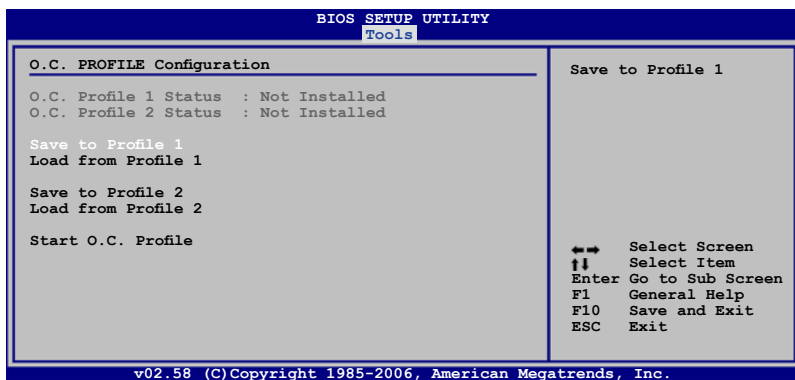 BIOS SETUP UTILITY
Tools
O.C. PROFILE Configuration
O.C. Profile 1 Status : Not Installed
O.C. Profile 2 Status : Not Installed
Save to Profile 1
Load from Profile 1
Save to Profile 2
Load from Profile 2
Start O.C. Profile
Save to Profile 1
Select Screen
Select Item
Enter Go to Sub Screen
F1 General Help
F10 Save and Exit
ESC Exit
v02.58 (C)Copyright 1985-2006, American Megatrends, Inc.